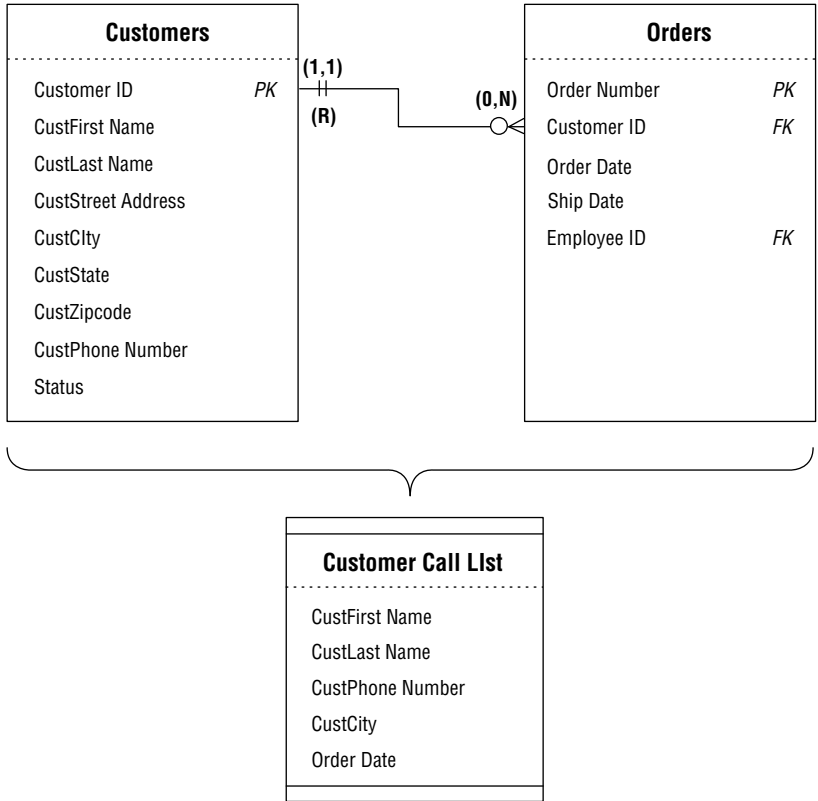 Customers
Customer ID PK
CustFirst Name
CustLast Name
CustStreet Address
CustCIty
CustState
CustZipcode
CustPhone Number
Status
(1,1)
(R)
(0,N)
Orders
Order Number PK
Customer ID FK
Order Date
Ship Date
Employee ID FK
Customer Call LIst
CustFirst Name
CustLast Name
CustPhone Number
CustCity
Order Date